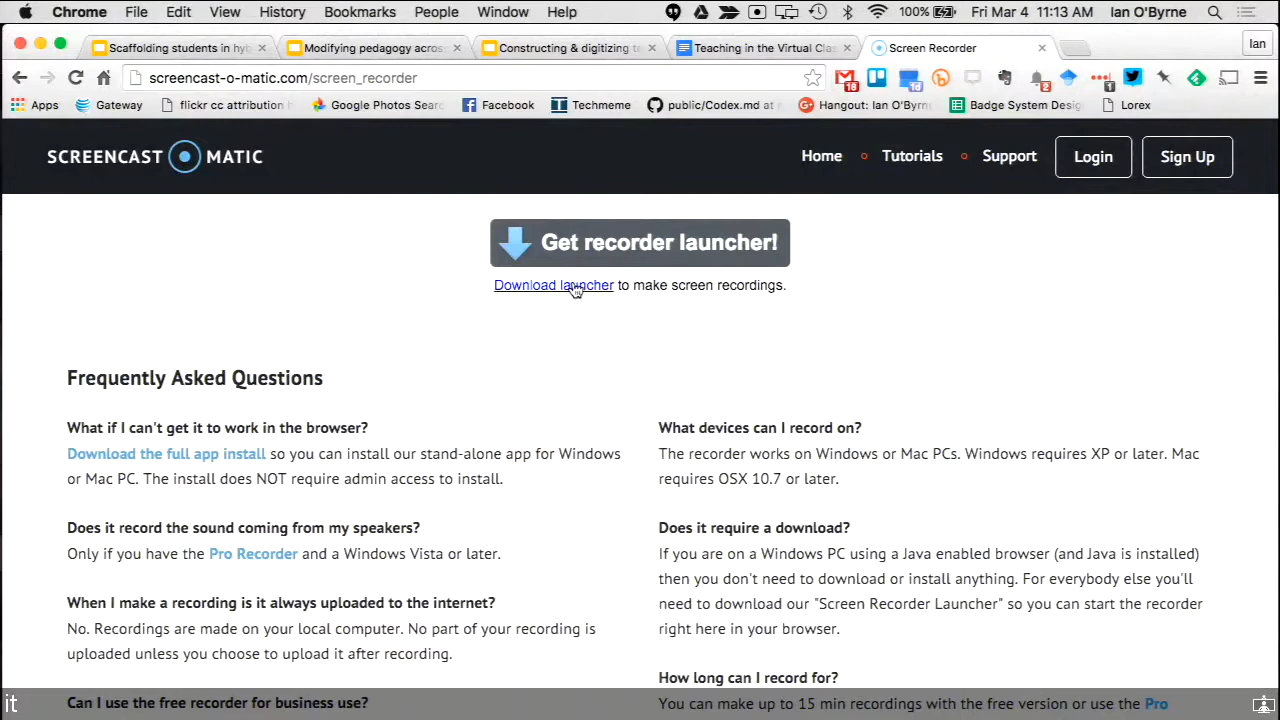 Chrome File Edit View History Bookmarks People Window Help 100% Fri Mar 4 11:13 AM Ian O'Byrne
Scaffolding students in hyb Modifying pedagogy across Constructing & digitizing te Teaching in the Virtual Clas Screen Recorder Ian
screencast-o-matic.com/screen_recorder 18 1d 2 1
Apps Gateway flickr cc attribution Google Photos Sear Facebook Techmeme public/Codex.md at m Hangout: Ian O'Byrn Badge System Desig Lorex
SCREENCAST O MATIC Home Tutorials Support Login Sign Up
Get recorder launcher!
Download launcher to make screen recordings.
Frequently Asked Questions
What if I can't get it to work in the browser?
Download the full app install so you can install our stand-alone app for Windows
or Mac PC. The install does NOT require admin access to install.
Does it record the sound coming from my speakers?
Only if you have the Pro Recorder and a Windows Vista or later.
When I make a recording is it always uploaded to the internet?
No. Recordings are made on your local computer. No part of your recording is
uploaded unless you choose to upload it after recording.
Can I use the free recorder for business use?
What devices can I record on?
The recorder works on Windows or Mac PCs. Windows requires XP or later. Mac
requires OSX 10.7 or later.
Does it require a download?
If you are on a Windows PC using a Java enabled browser (and Java is installed)
then you don't need to download or install anything. For everybody else you'll
need to download our "Screen Recorder Launcher" so you can start the recorder
right here in your browser.
How long can I record for?
You can make up to 15 min recordings with the free version or use the Pro
it